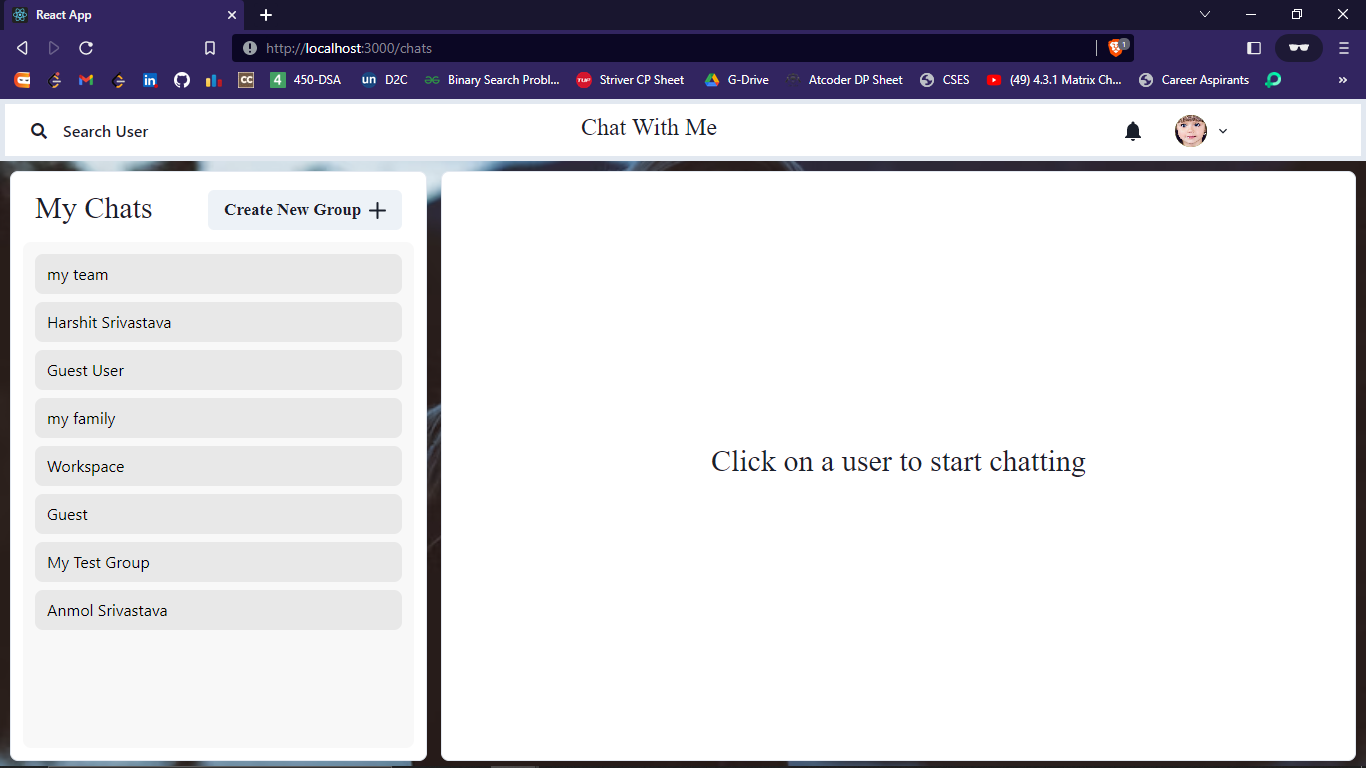 React App
http://localhost:3000/chats
1
CC
4 450-DSA
un D2C
Binary Search Probl...
TUF Striver CP Sheet
G-Drive
Atcoder DP Sheet
CSES
(49) 4.3.1 Matrix Ch...
Career Aspirants
»
Search User
Chat With Me
My Chats
Create New Group
my team
Harshit Srivastava
Guest User
my family
Workspace
Guest
My Test Group
Anmol Srivastava
Click on a user to start chatting